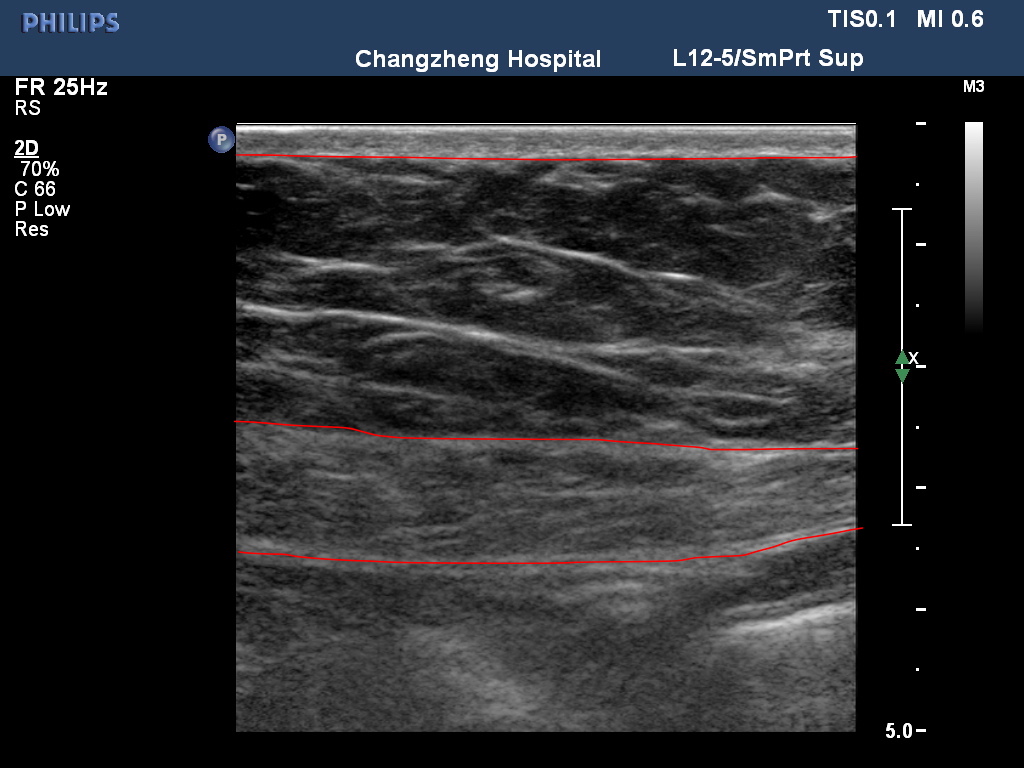 PHILIPS
TIS0.1 MI 0.6
Changzheng Hospital
L12-5/SmPrt Sup
FR 25Hz
RS
M3
P
2D
70%
C 66
P Low
Res
X
5.0